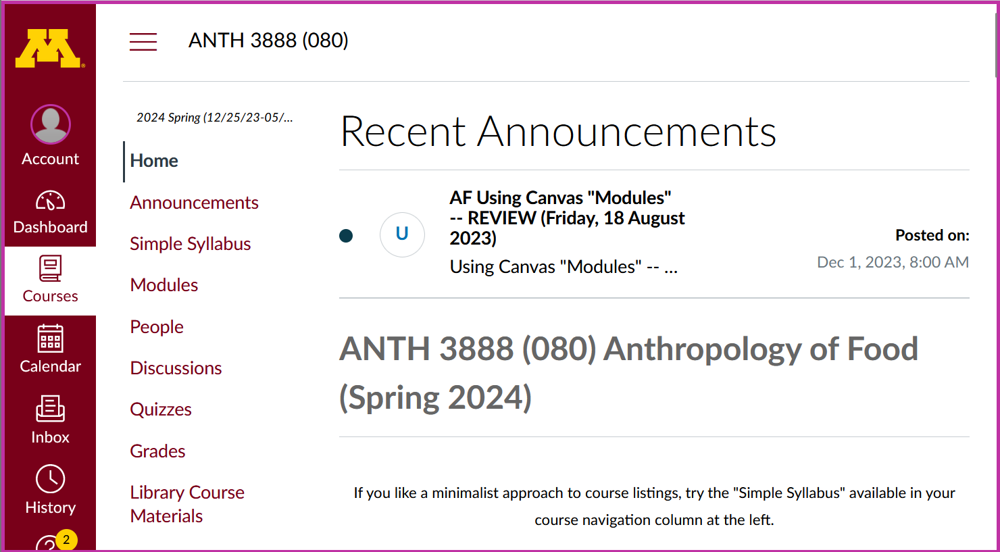 M
ANTH 3888 (080)
Account
Dashboard
Courses
Calendar
Inbox
History
2
2024 Spring (12/25/23-05/...
Home
Announcements
Simple Syllabus
Modules
People
Discussions
Quizzes
Grades
Library Course
Materials
Recent Announcements
U
AF Using Canvas "Modules"
-- REVIEW (Friday, 18 August
2023)
Using Canvas "Modules" -- ...
Posted on:
Dec 1, 2023, 8:00 AM
ANTH 3888 (080) Anthropology of Food
(Spring 2024)
If you like a minimalist approach to course listings, try the "Simple Syllabus" available in your
course navigation column at the left.